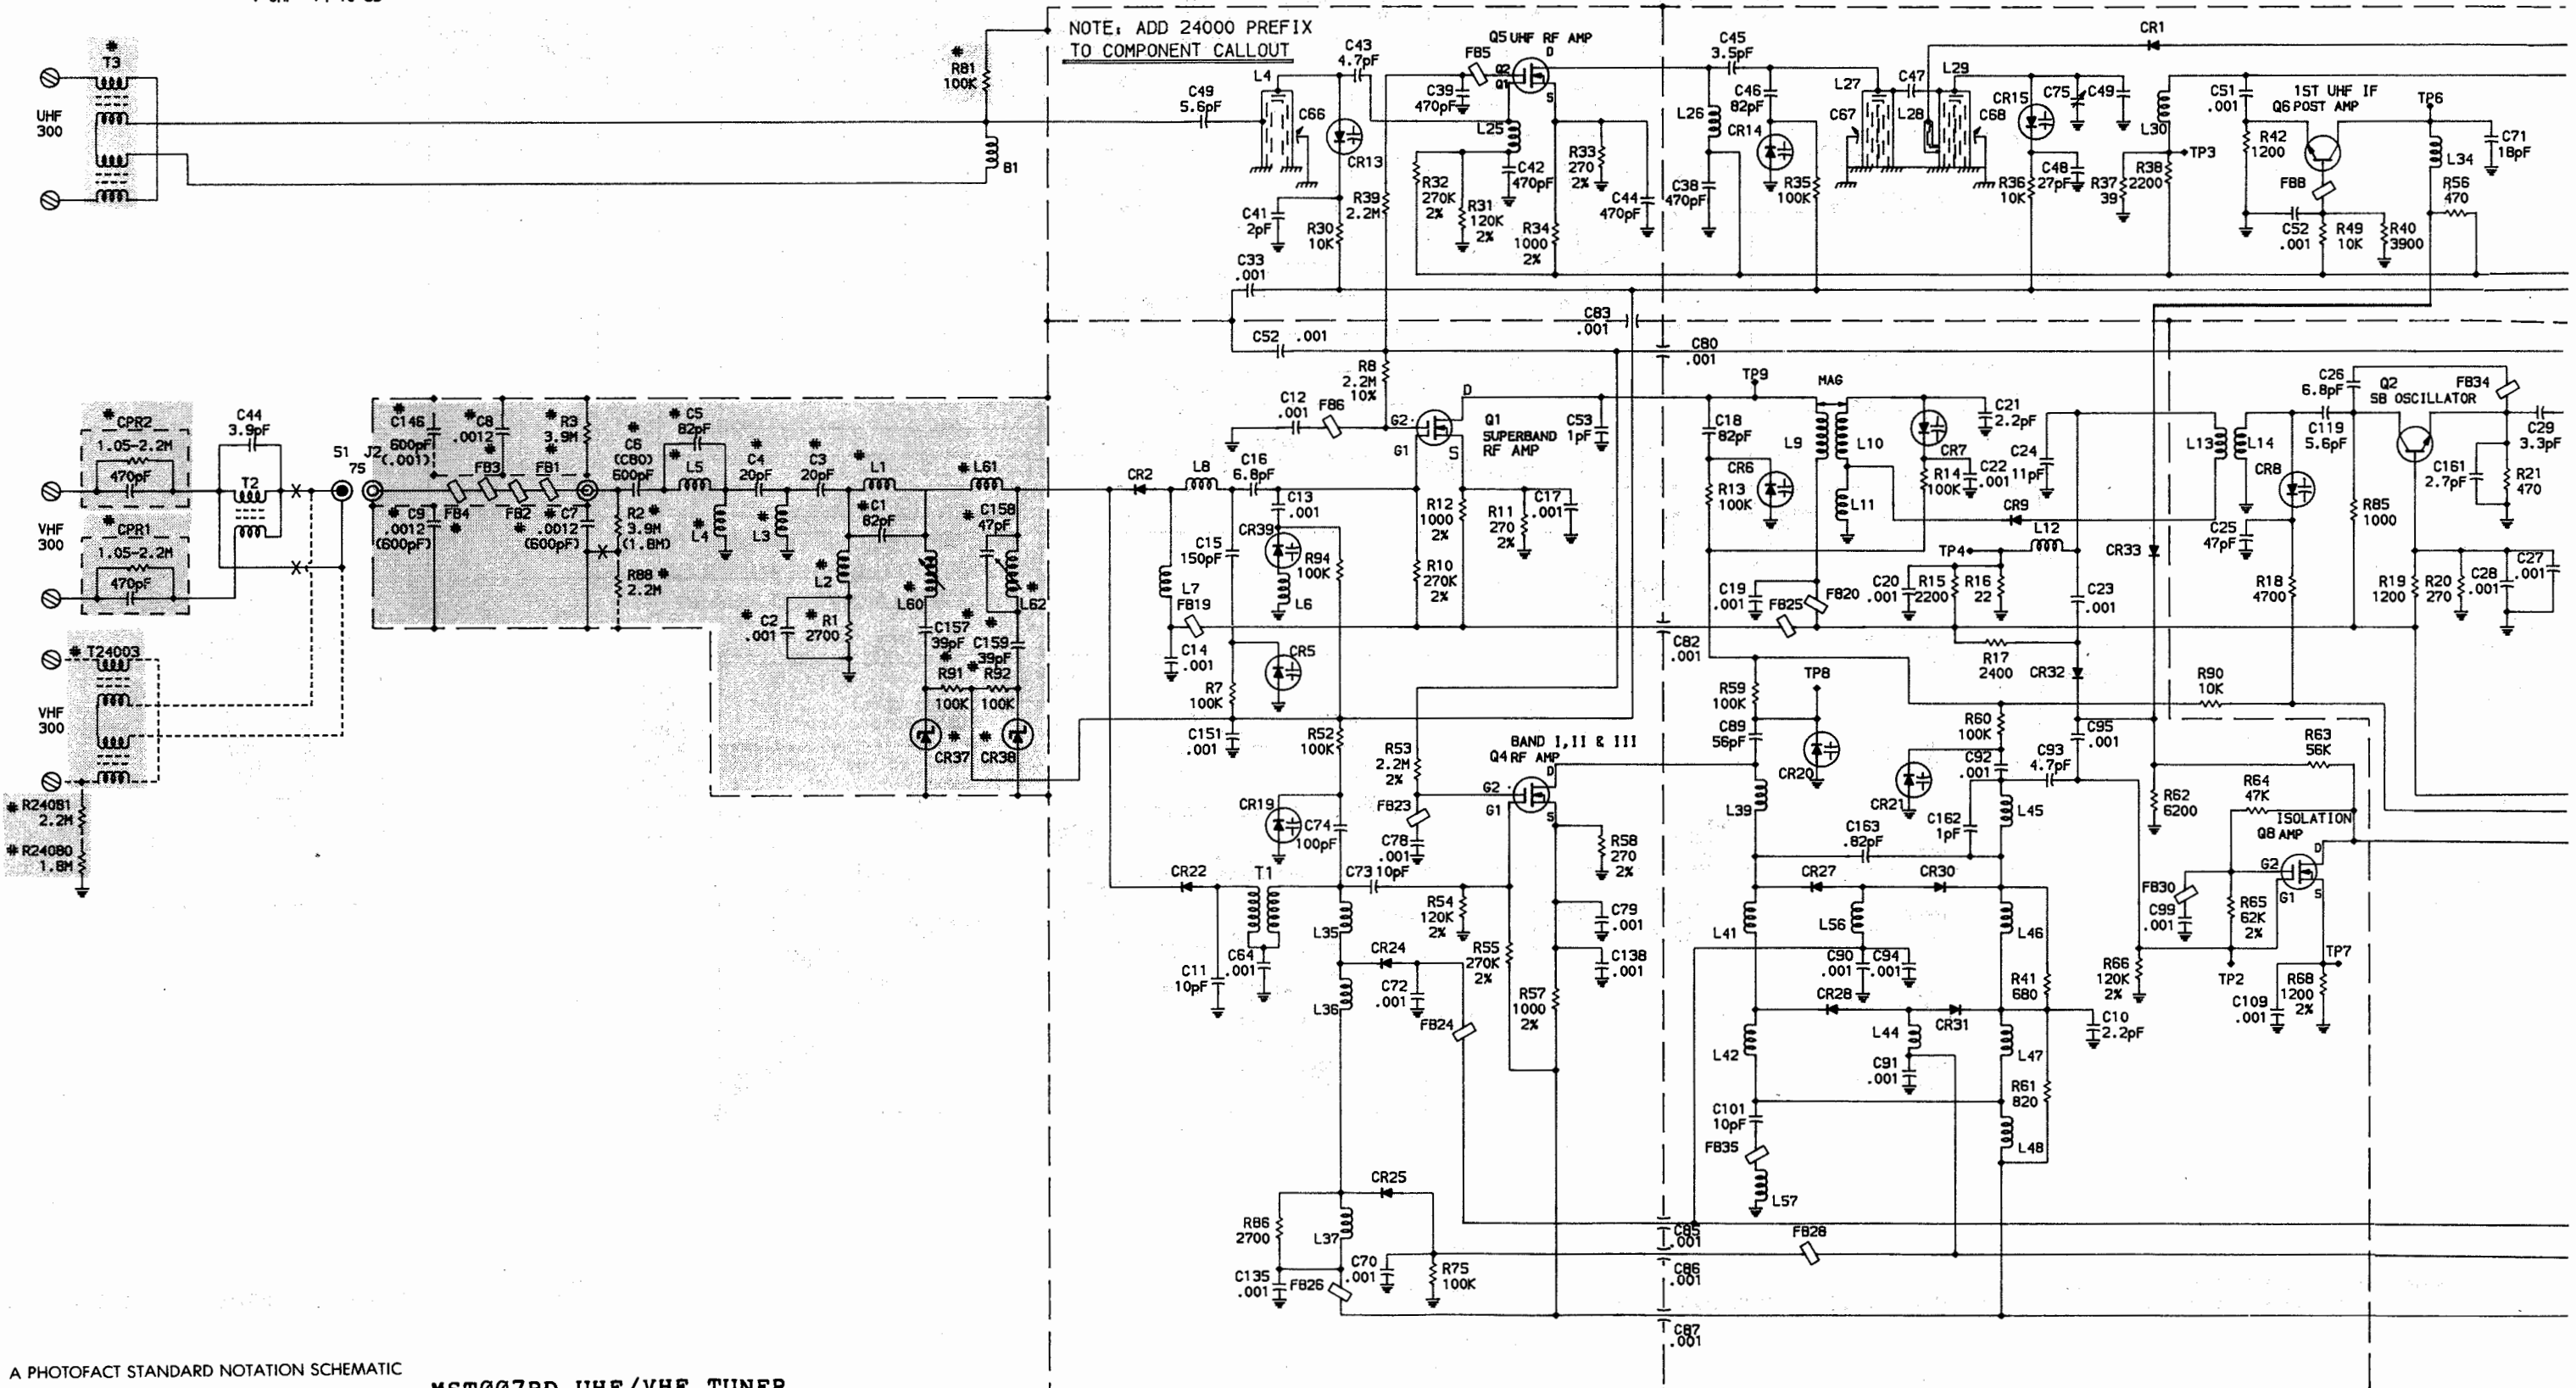 NOTE: ADD 24000 PREFIX
TO COMPONENT CALLOUT
*
T3
UHF
300
*
R81
100K
B1
C49
5.6pF
L4
C66
C43
4.7pF
CR13
C41
2pF
R30
10K
C33
.001
R39
2.2M
C39
470pF
FB5
Q5 UHF RF AMP
D
G2
G1
S
L25
R32
270K
2%
R31
120K
2%
C42
470pF
R33
270
2%
R34
1000
2%
C44
470pF
C45
3.5pF
L26
C46
82pF
CR14
C38
470pF
R35
100K
L27
C47
L29
C67
L28
C68
CR1
CR15
C75
C49
R36
10K
C48
27pF
L30
R37
39
R38
2200
TP3
C51
.001
1ST UHF IF
Q6 POST AMP
R42
1200
FB8
C52
.001
R49
10K
R40
3900
TP6
L34
C71
18pF
R56
470
C83
.001
C52 .001
C80
.001
*
CPR2
1.05-2.2M
470pF
VHF
300
*
CPR1
1.05-2.2M
470pF
C44
3.9pF
T2
X
X
S1
75
J2
*
C146
600pF
(.001)
*
C8
.0012
*
R3
3.9M
*
FB3
*
FB1
*
C9
.0012
(600pF)
FB4
*
FB2
*
*
C7
.0012
(600pF)
X
*
C6
(C80)
600pF
*
R2
3.9M
(1.8M)
R88 *
2.2M
*
C5
82pF
*
L5
*
L4
*
C4
20pF
*
L3
*
C3
20pF
*
L1
*
C1
82pF
*
L2
*
C2
.001
*
R1
2700
*
L61
*
C158
47pF
*
L60
*
L62
C157
39pF
*
*
C159
39pF
*
R91
100K
R92
100K
*
CR37
*
CR38
* T24003
VHF
300
* R24081
2.2M
* R24080
1.8M
R8
2.2M
10%
C12
.001
FB6
G2
G1
D
S
Q1
SUPERBAND
RF AMP
C53
1pF
CR2
L8
C16
6.8pF
C13
.001
CR39
C15
150pF
R94
100K
L6
L7
FB19
C14
.001
CR5
R7
100K
C151
.001
R12
1000
2%
R11
270
2%
C17
.001
R10
270K
2%
TP9
MAG
C18
82pF
CR6
R13
100K
L9
L10
L11
CR7
R14
100K
C21
2.2pF
C22
.001
C24
11pF
CR9
L12
TP4
C19
.001
FB20
FB25
C20
.001
R15
2200
R16
22
C23
.001
CR33
L13
L14
C119
5.6pF
C26
6.8pF
Q2
SB OSCILLATOR
FB34
C29
3.3pF
CR8
C25
47pF
R18
4700
R85
1000
C161
2.7pF
R21
470
R19
1200
R20
270
C28
.001
C27
.001
C82
.001
R17
2400
CR32
R90
10K
R52
100K
R53
2.2M
2%
BAND I,II & III
Q4 RF AMP
G2
G1
D
S
CR19
C74
100pF
FB23
C78
.001
R58
270
2%
R59
100K
TP8
C89
56pF
CR20
L39
R60
100K
C92
.001
CR21
C93
4.7pF
C95
.001
C162
1pF
L45
C163
.82pF
R62
6200
R63
56K
R64
47K
ISOLATION
Q8 AMP
G2
G1
D
S
FB30
C99
.001
R65
62K
2%
TP2
TP7
C109
.001
R68
1200
2%
R66
120K
2%
CR22
T1
C73 10pF
C11
10pF
C64
.001
L35
L36
CR24
C72
.001
R54
120K
2%
R55
270K
2%
C79
.001
C138
.001
R57
1000
2%
FB24
CR27
CR30
L41
L56
L46
C90
.001
C94
.001
R41
680
CR28
CR31
L44
C91
.001
L42
L47
C10
2.2pF
R61
820
C101
10pF
L48
FB35
L57
CR25
R86
2700
L37
C135
.001
FB26
C70
.001
R75
100K
C85
.001
C86
.001
FB28
C87
.001
A PHOTOFACT STANDARD NOTATION SCHEMATIC